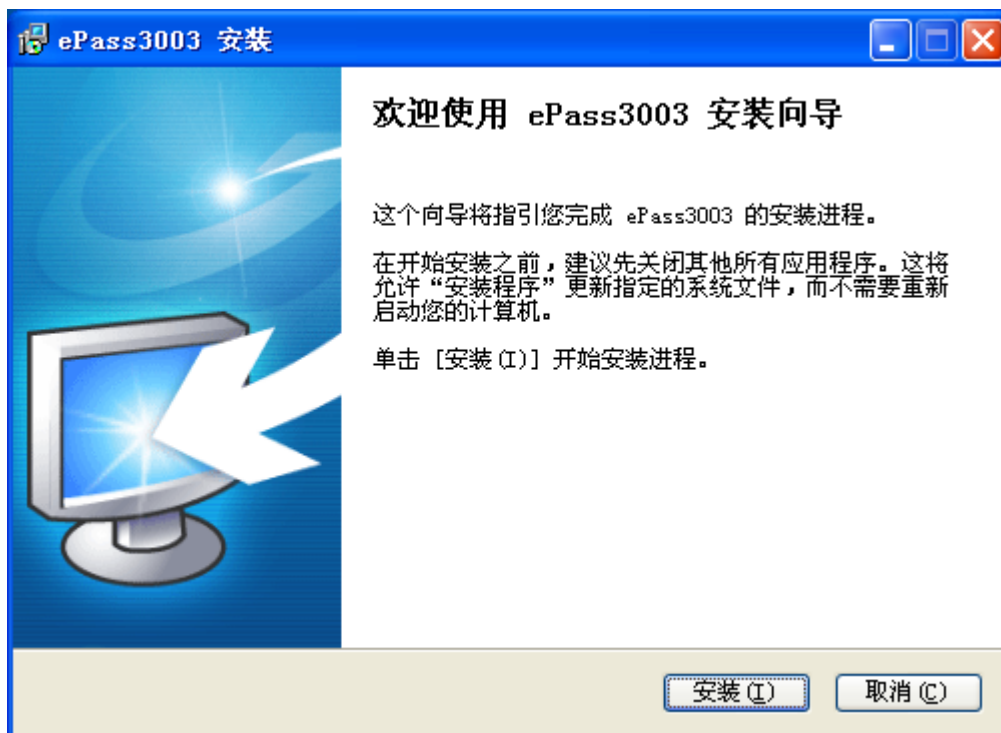 ePass3003 安装
欢迎使用 ePass3003 安装向导
这个向导将指引您完成 ePass3003 的安装进程。
在开始安装之前，建议先关闭其他所有应用程序。这将
允许“安装程序”更新指定的系统文件，而不需要重新
启动您的计算机。
单击 [安装(I)] 开始安装进程。
安装(I)
取消(C)